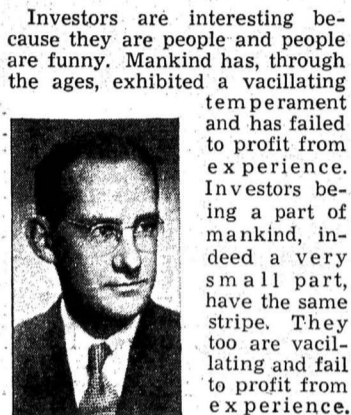 Investors are interesting be-
cause they are people and people
are funny. Mankind has, through
the ages, exhibited a vacillating
temperament
and has failed
to profit from
experience.
Investors be-
ing a part of
mankind, in-
deed a very
small part,
have the same
stripe. They
too are vacil-
lating and fail
to profit from
experience.